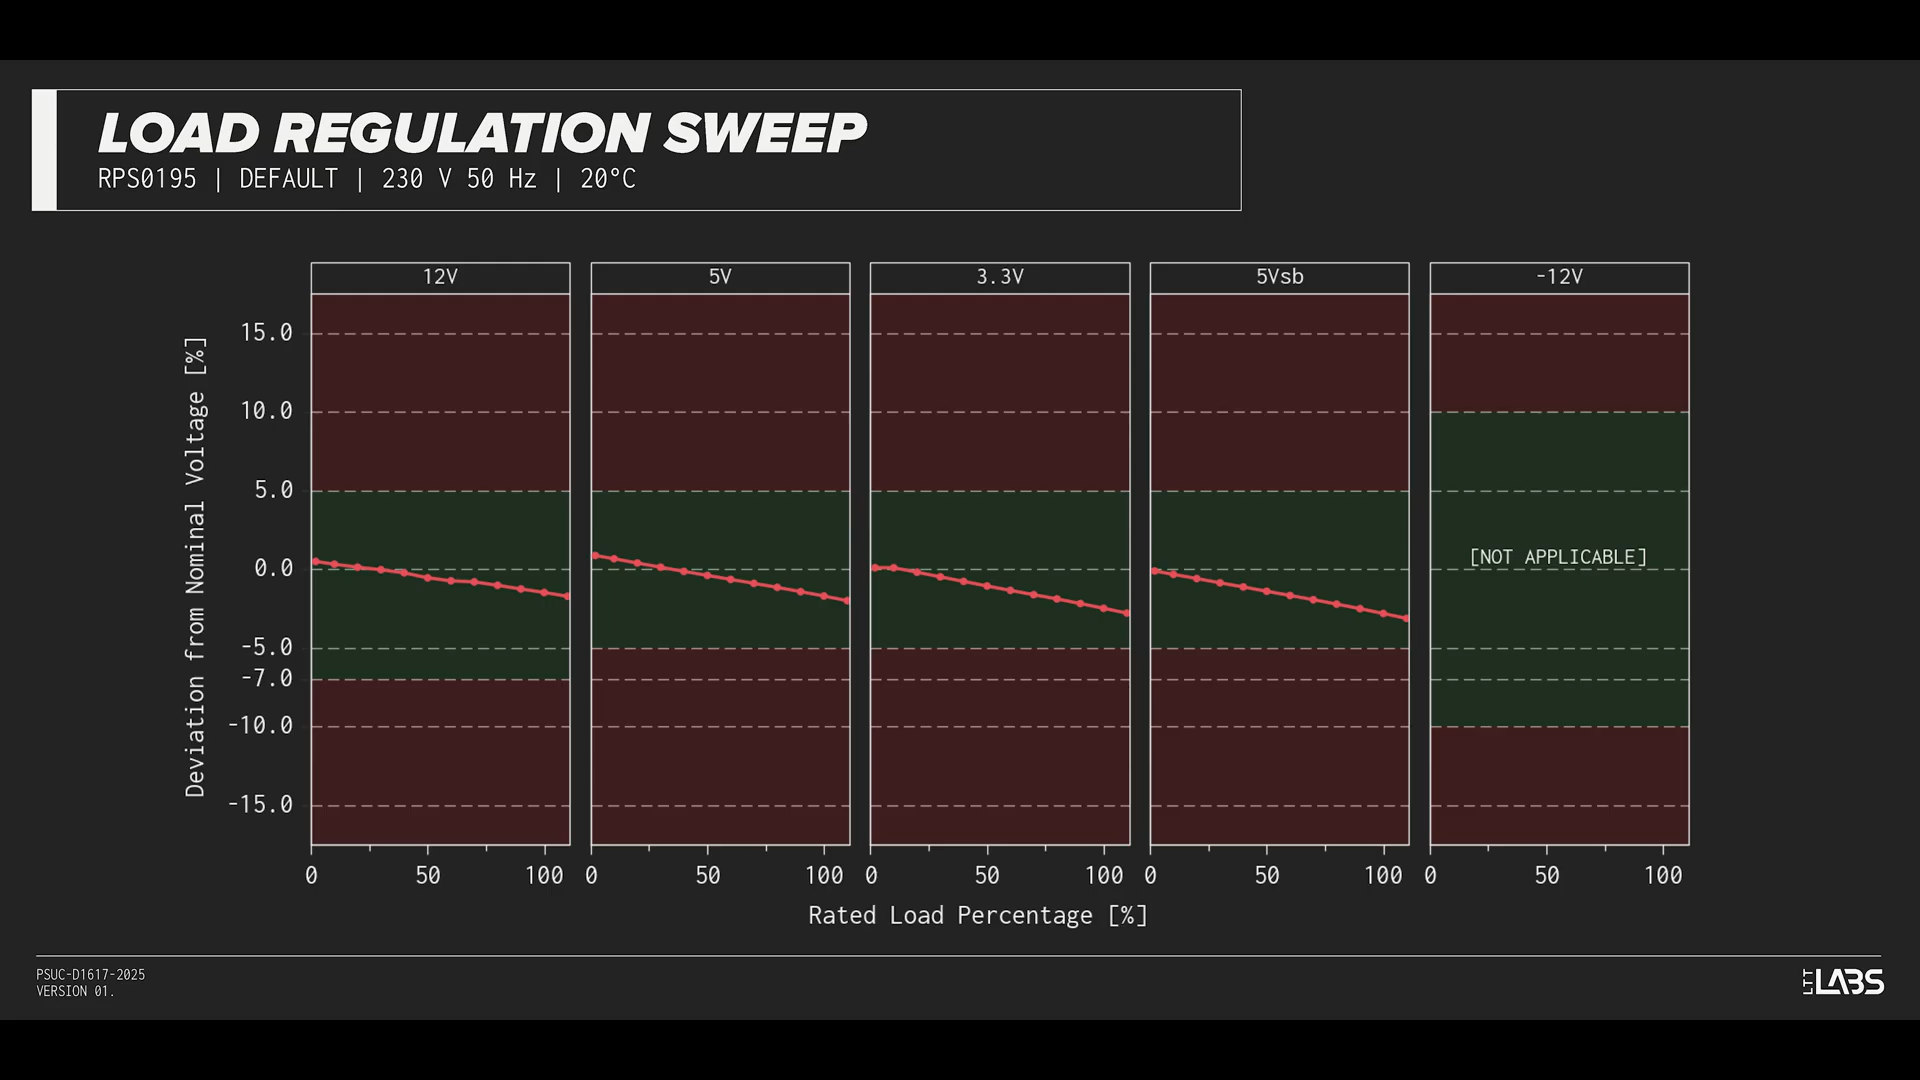 LOAD REGULATION SWEEP
RPS0195 | DEFAULT | 230 V 50 Hz | 20°C
12V
5V
3.3V
5Vsb
-12V
Deviation from Nominal Voltage [%]
15.0
10.0
5.0
0.0
-5.0
-7.0
-10.0
-15.0
[NOT APPLICABLE]
0 50 100 0 50 100 0 50 100 0 50 100 0 50 100
Rated Load Percentage [%]
PSUC-D1617-2025
VERSION 01.
LTT LABS